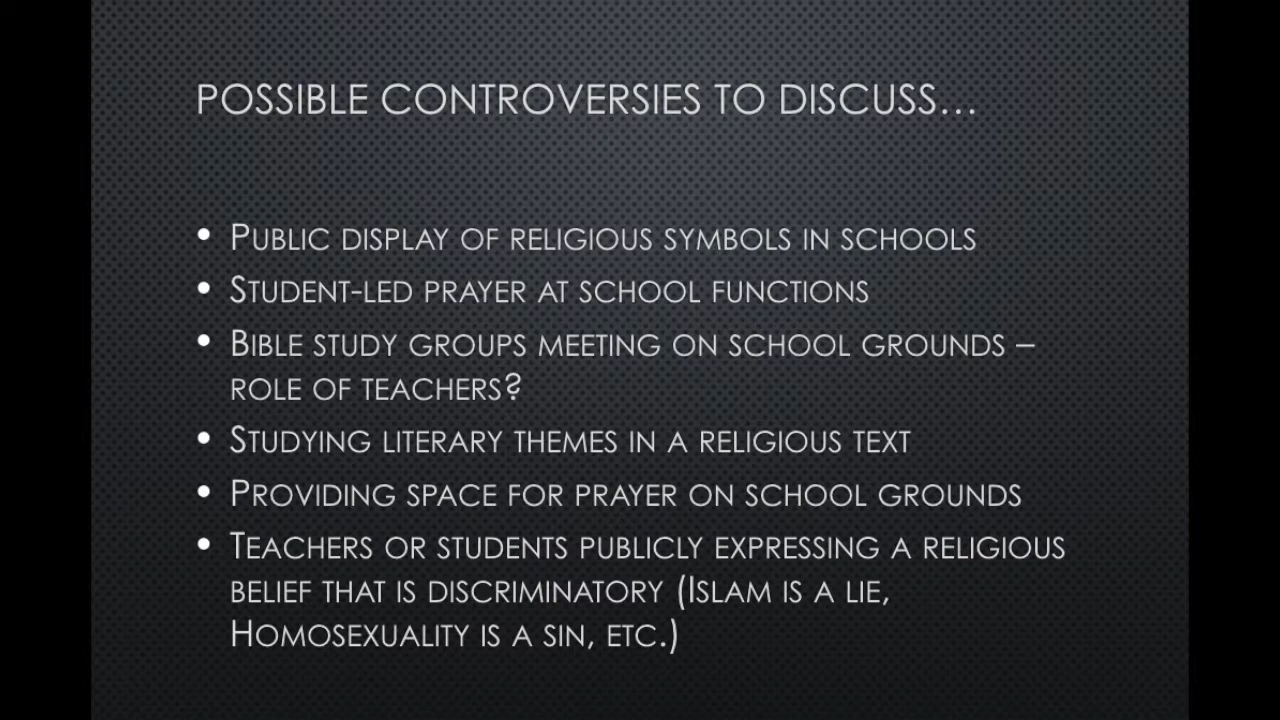 POSSIBLE CONTROVERSIES TO DISCUSS…
• PUBLIC DISPLAY OF RELIGIOUS SYMBOLS IN SCHOOLS
• STUDENT-LED PRAYER AT SCHOOL FUNCTIONS
• BIBLE STUDY GROUPS MEETING ON SCHOOL GROUNDS –
ROLE OF TEACHERS?
• STUDYING LITERARY THEMES IN A RELIGIOUS TEXT
• PROVIDING SPACE FOR PRAYER ON SCHOOL GROUNDS
• TEACHERS OR STUDENTS PUBLICLY EXPRESSING A RELIGIOUS
BELIEF THAT IS DISCRIMINATORY (ISLAM IS A LIE,
HOMOSEXUALITY IS A SIN, ETC.)